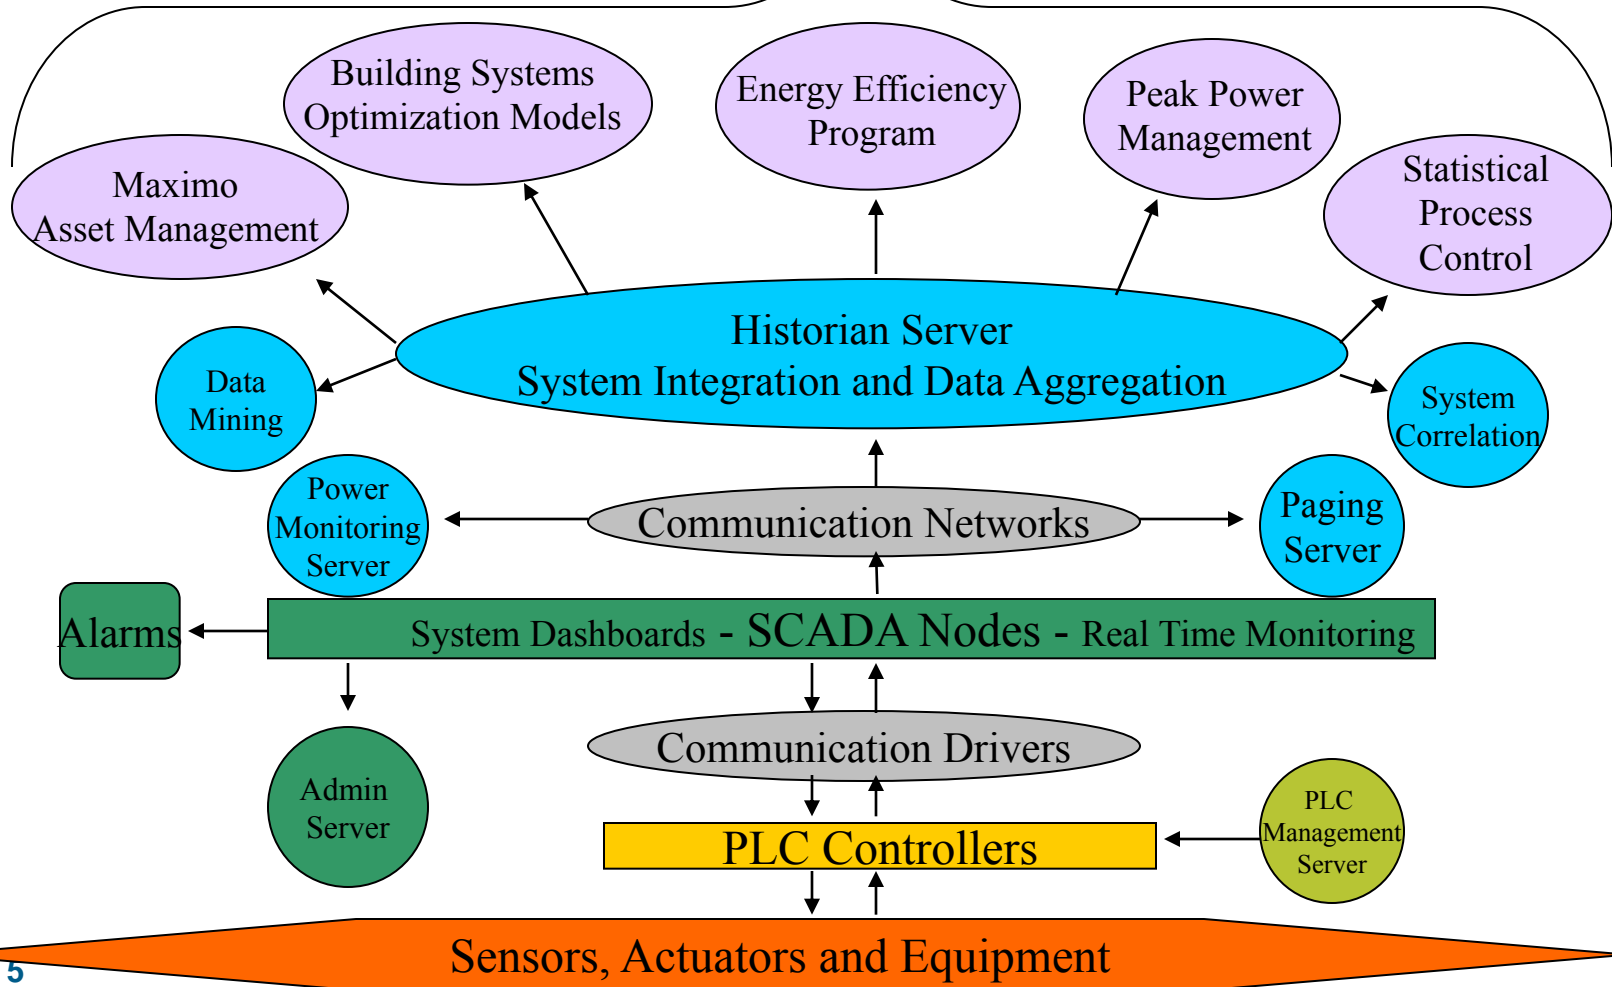 Building Systems
Optimization Models
Energy Efficiency
Program
Peak Power
Management
Maximo
Asset Management
Statistical
Process
Control
Historian Server
System Integration and Data Aggregation
Data
Mining
System
Correlation
Power
Monitoring
Server
Communication Networks
Paging
Server
Alarms
System Dashboards - SCADA Nodes - Real Time Monitoring
Communication Drivers
Admin
Server
PLC
Management
Server
PLC Controllers
Sensors, Actuators and Equipment
5